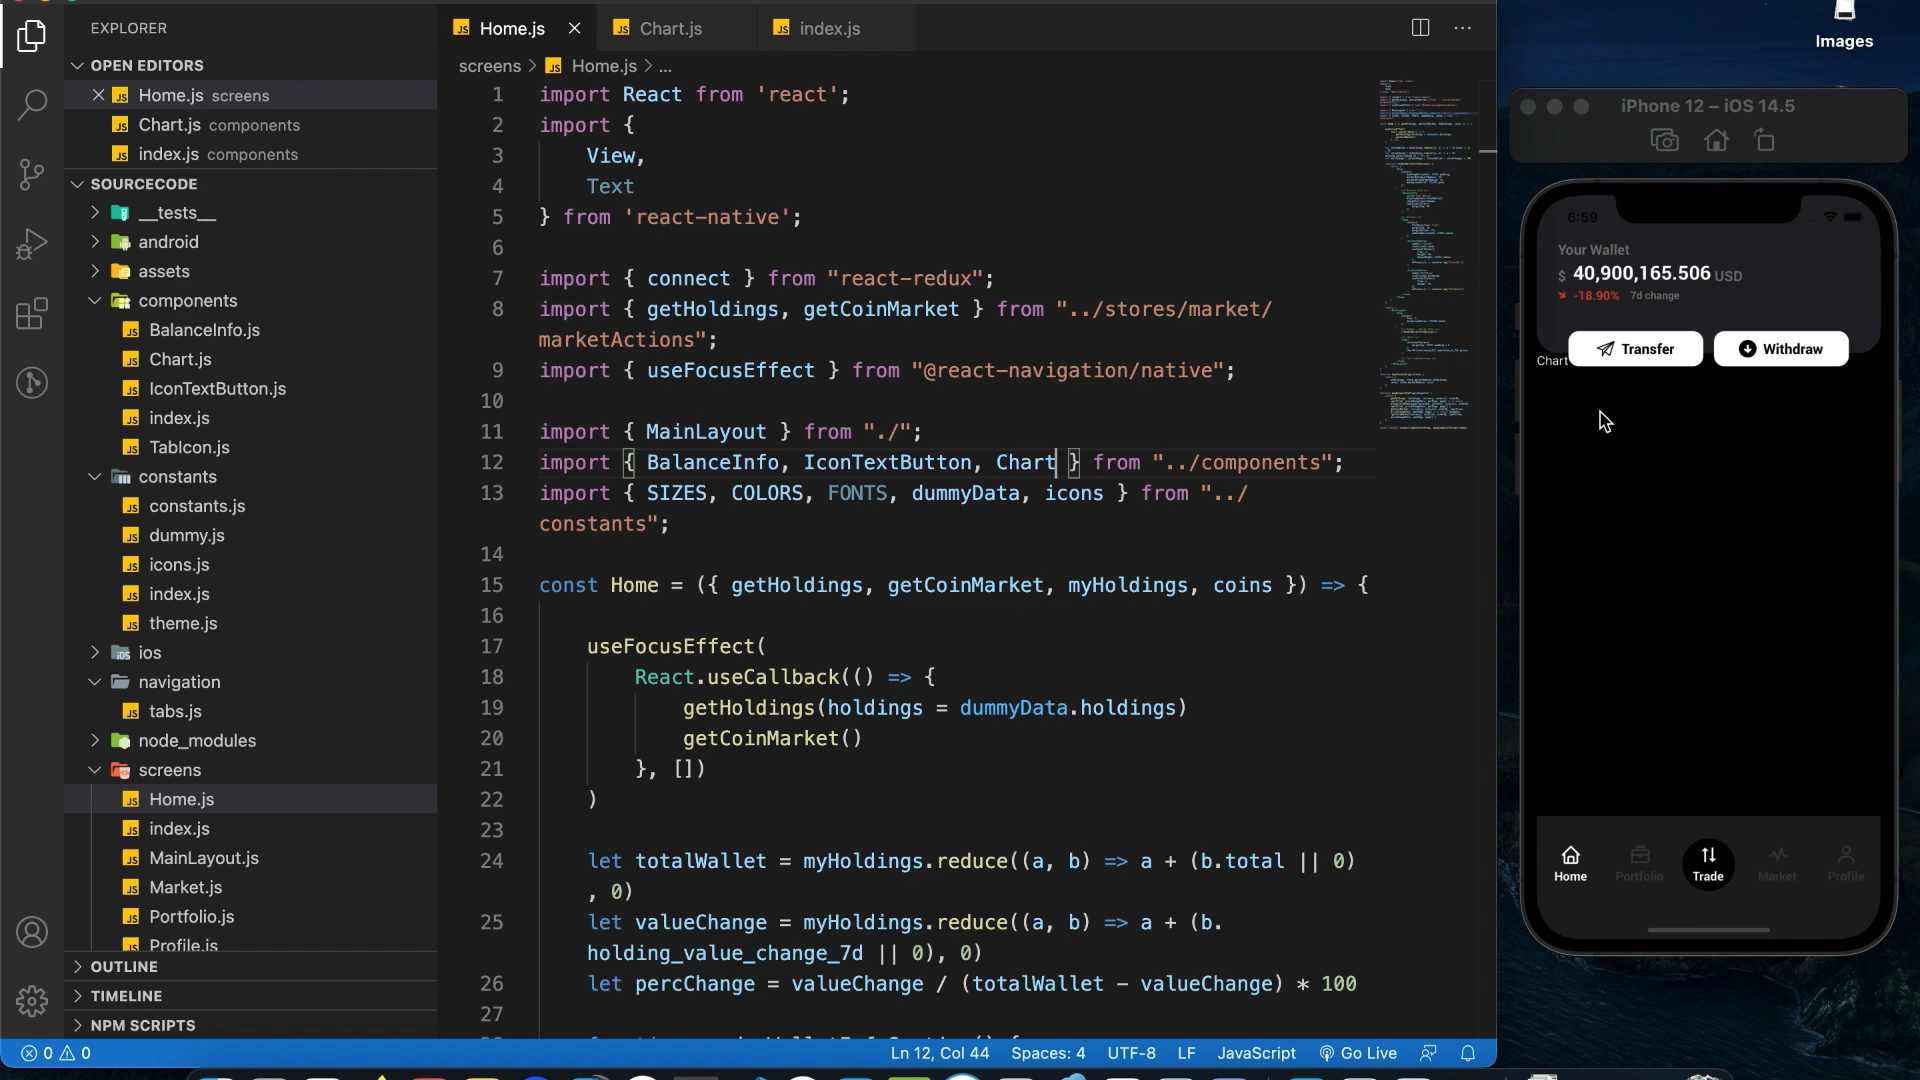 EXPLORER
OPEN EDITORS
Home.js screens
Chart.js components
index.js components
SOURCECODE
__tests__
android
assets
components
BalanceInfo.js
Chart.js
IconTextButton.js
index.js
TabIcon.js
constants
constants.js
dummy.js
icons.js
index.js
theme.js
ios
navigation
tabs.js
node_modules
screens
Home.js
index.js
MainLayout.js
Market.js
Portfolio.js
Profile.js
OUTLINE
TIMELINE
NPM SCRIPTS
Home.js
Chart.js
index.js
screens > Home.js > ...
1 import React from 'react';
2 import {
3 View,
4 Text
5 } from 'react-native';
6
7 import { connect } from "react-redux";
8 import { getHoldings, getCoinMarket } from "../stores/market/
marketActions";
9 import { useFocusEffect } from "@react-navigation/native";
10
11 import { MainLayout } from "./";
12 import { BalanceInfo, IconTextButton, Chart } from "../components";
13 import { SIZES, COLORS, FONTS, dummyData, icons } from "../
constants";
14
15 const Home = ({ getHoldings, getCoinMarket, myHoldings, coins }) => {
16
17 useFocusEffect(
18 React.useCallback(() => {
19 getHoldings(holdings = dummyData.holdings)
20 getCoinMarket()
21 }, [])
22 )
23
24 let totalWallet = myHoldings.reduce((a, b) => a + (b.total || 0)
, 0)
25 let valueChange = myHoldings.reduce((a, b) => a + (b.
holding_value_change_7d || 0), 0)
26 let percChange = valueChange / (totalWallet - valueChange) * 100
27
0 0
Ln 12, Col 44
Spaces: 4
UTF-8
LF
JavaScript
Go Live
Images
iPhone 12 – iOS 14.5
6:59
Your Wallet
$ 40,900,165.506 USD
-18.90% 7d change
Transfer
Withdraw
Chart
Home
Portfolio
Trade
Market
Profile